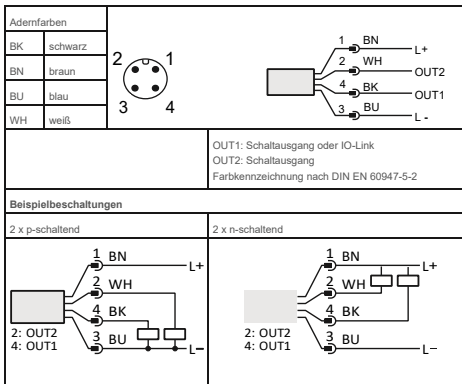 Adernfarben
BK schwarz
BN braun
BU blau
WH weiß
2 1
3 4
1 BN L+
2 WH OUT2
4 BK OUT1
3 BU L -
OUT1: Schaltausgang oder IO-Link
OUT2: Schaltausgang
Farbkennzeichnung nach DIN EN 60947-5-2
Beispielbeschaltungen
2 x p-schaltend
2 x n-schaltend
1 BN L+
2 WH
4 BK
3 BU L–
2: OUT2
4: OUT1
1 BN L+
2 WH
4 BK
3 BU L–
2: OUT2
4: OUT1